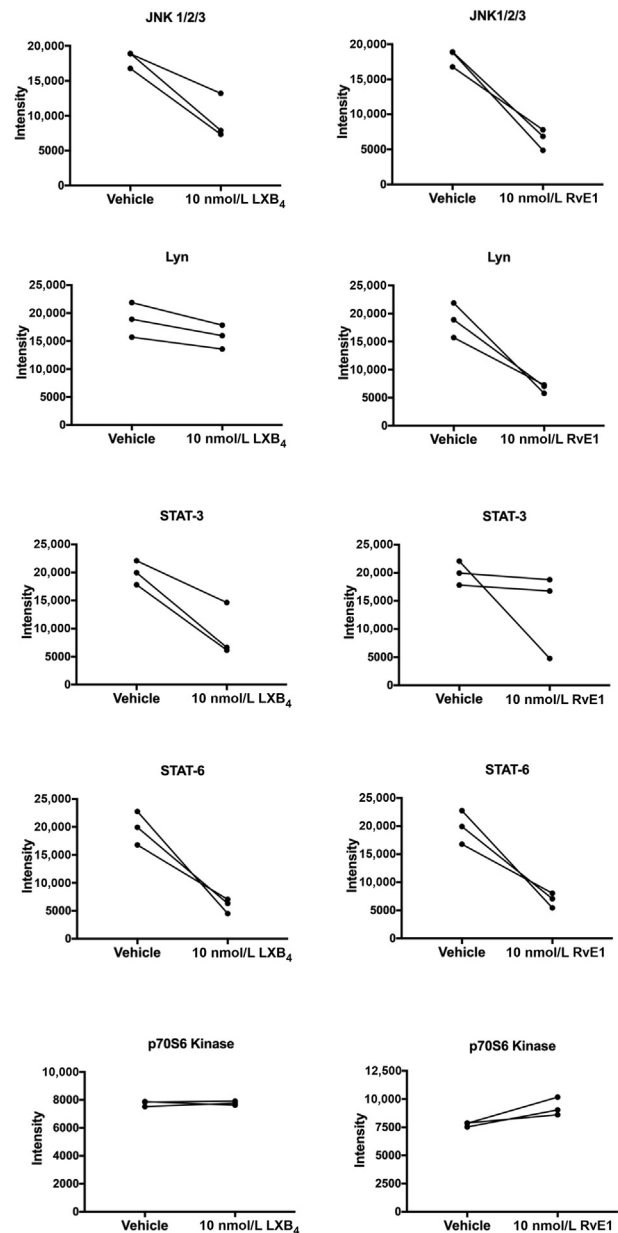 JNK 1/2/3
20,000
15,000
10,000
5000
0
Intensity
Vehicle
10 nmol/L LXB₄
JNK1/2/3
20,000
15,000
10,000
5000
0
Intensity
Vehicle
10 nmol/L RvE1
Lyn
25,000
20,000
15,000
10,000
5000
0
Intensity
Vehicle
10 nmol/L LXB₄
Lyn
25,000
20,000
15,000
10,000
5000
0
Intensity
Vehicle
10 nmol/L RvE1
STAT-3
25,000
20,000
15,000
10,000
5000
0
Intensity
Vehicle
10 nmol/L LXB₄
STAT-3
25,000
20,000
15,000
10,000
5000
0
Intensity
Vehicle
10 nmol/L RvE1
STAT-6
25,000
20,000
15,000
10,000
5000
0
Intensity
Vehicle
10 nmol/L LXB₄
STAT-6
25,000
20,000
15,000
10,000
5000
0
Intensity
Vehicle
10 nmol/L RvE1
p70S6 Kinase
10,000
8000
6000
4000
2000
0
Intensity
Vehicle
10 nmol/L LXB₄
p70S6 Kinase
12,500
10,000
7500
5000
2500
0
Intensity
Vehicle
10 nmol/L RvE1